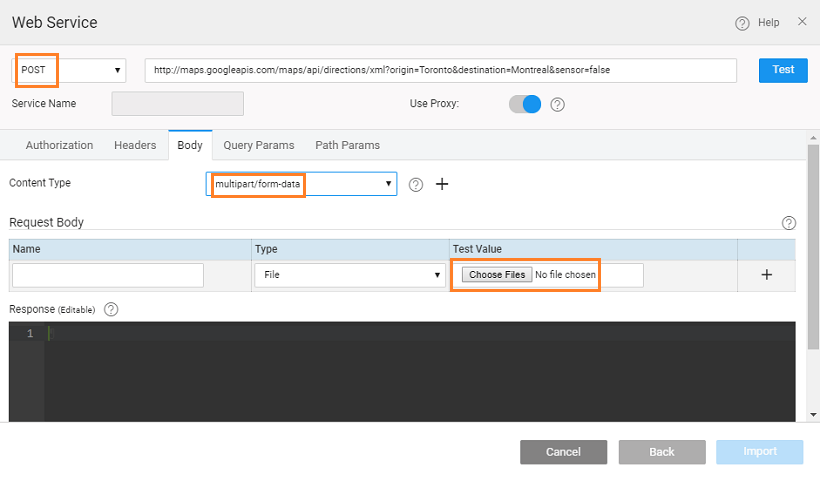 Web Service
Help
POST
http://maps.googleapis.com/maps/api/directions/xml?origin=Toronto&destination=Montreal&sensor=false
Test
Service Name
Use Proxy:
Authorization Headers Body Query Params Path Params
Content Type
multipart/form-data
Request Body
Name Type Test Value
File
Choose Files No file chosen
Response (Editable)
1
Cancel Back Import